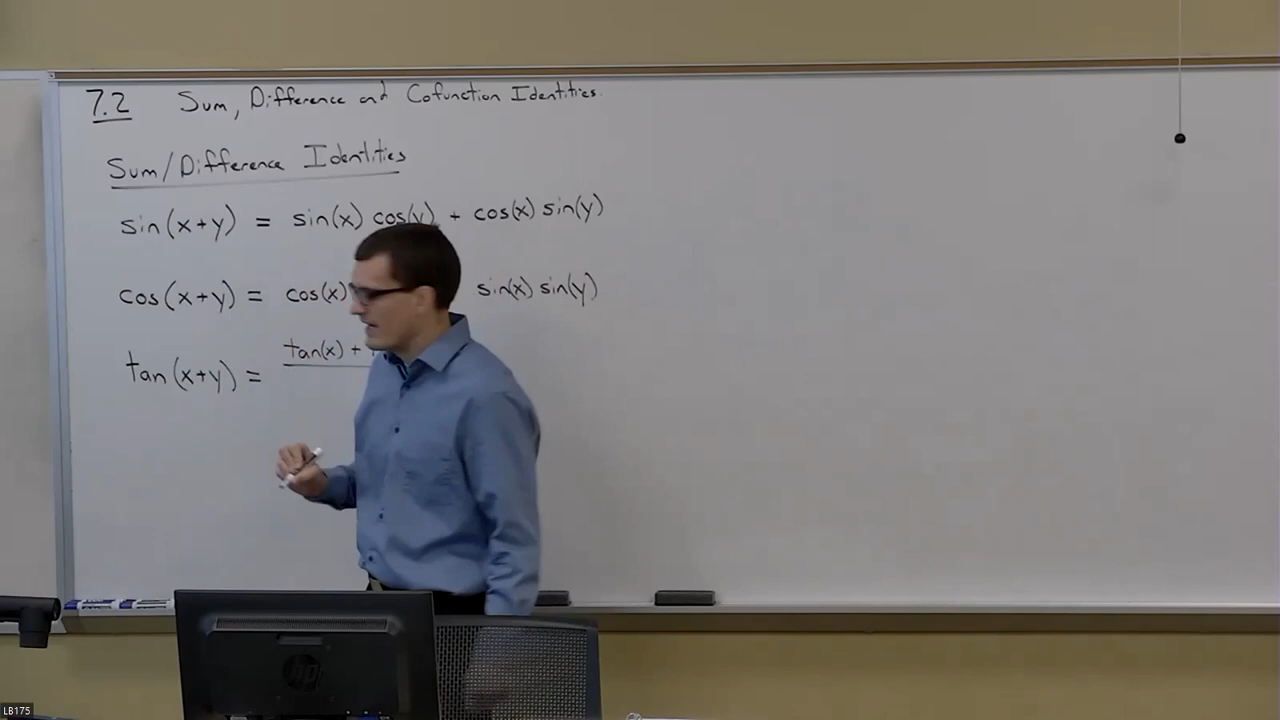 7.2 Sum, Difference and Cofunction Identities
Sum/Difference Identities
sin(x+y) = sin(x) cos(y) + cos(x) sin(y)
cos(x+y) = cos(x) sin(x) sin(y)
tan(x+y) = tan(x) +
hp
LB175